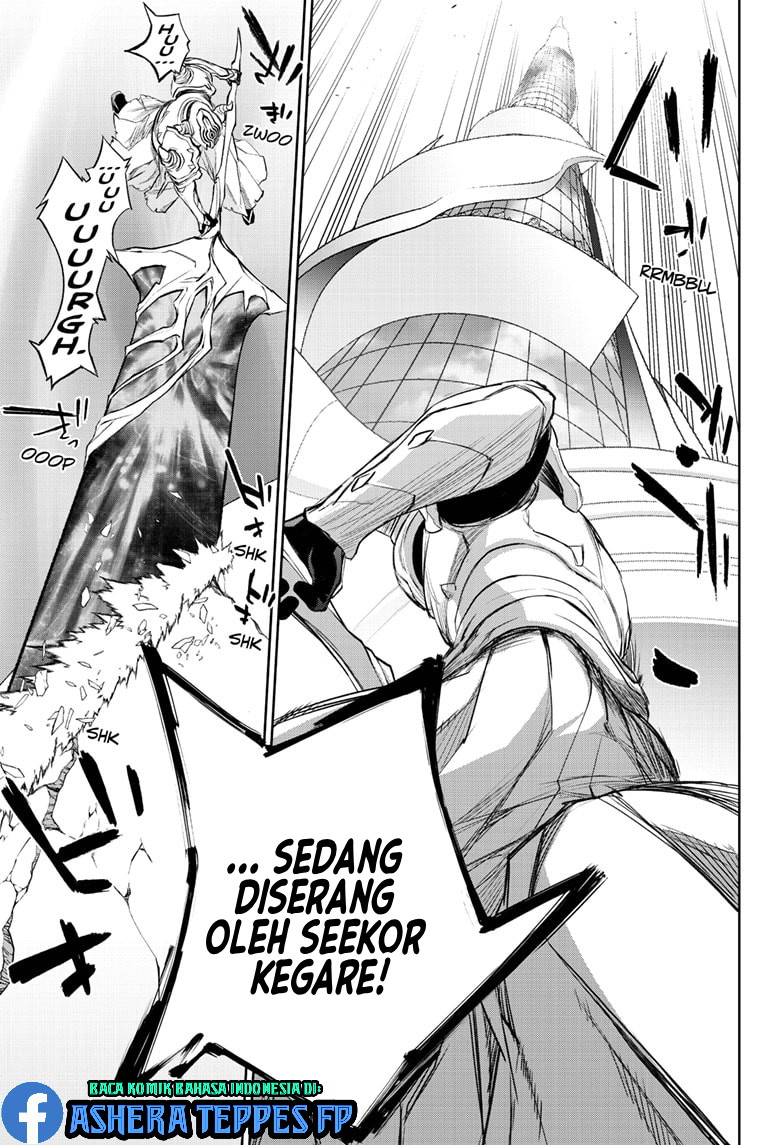 RRMBBLL
... SEDANG
DISERANG
OLEH SEEKOR
KEGARE!
HUU...
ZWOO
...UUU
UUUURGH.
OOOP
SHK
SHK
SHK
BACA KOMIK BAHASA INDONESIA DI:
ASHERA TEPPES FP